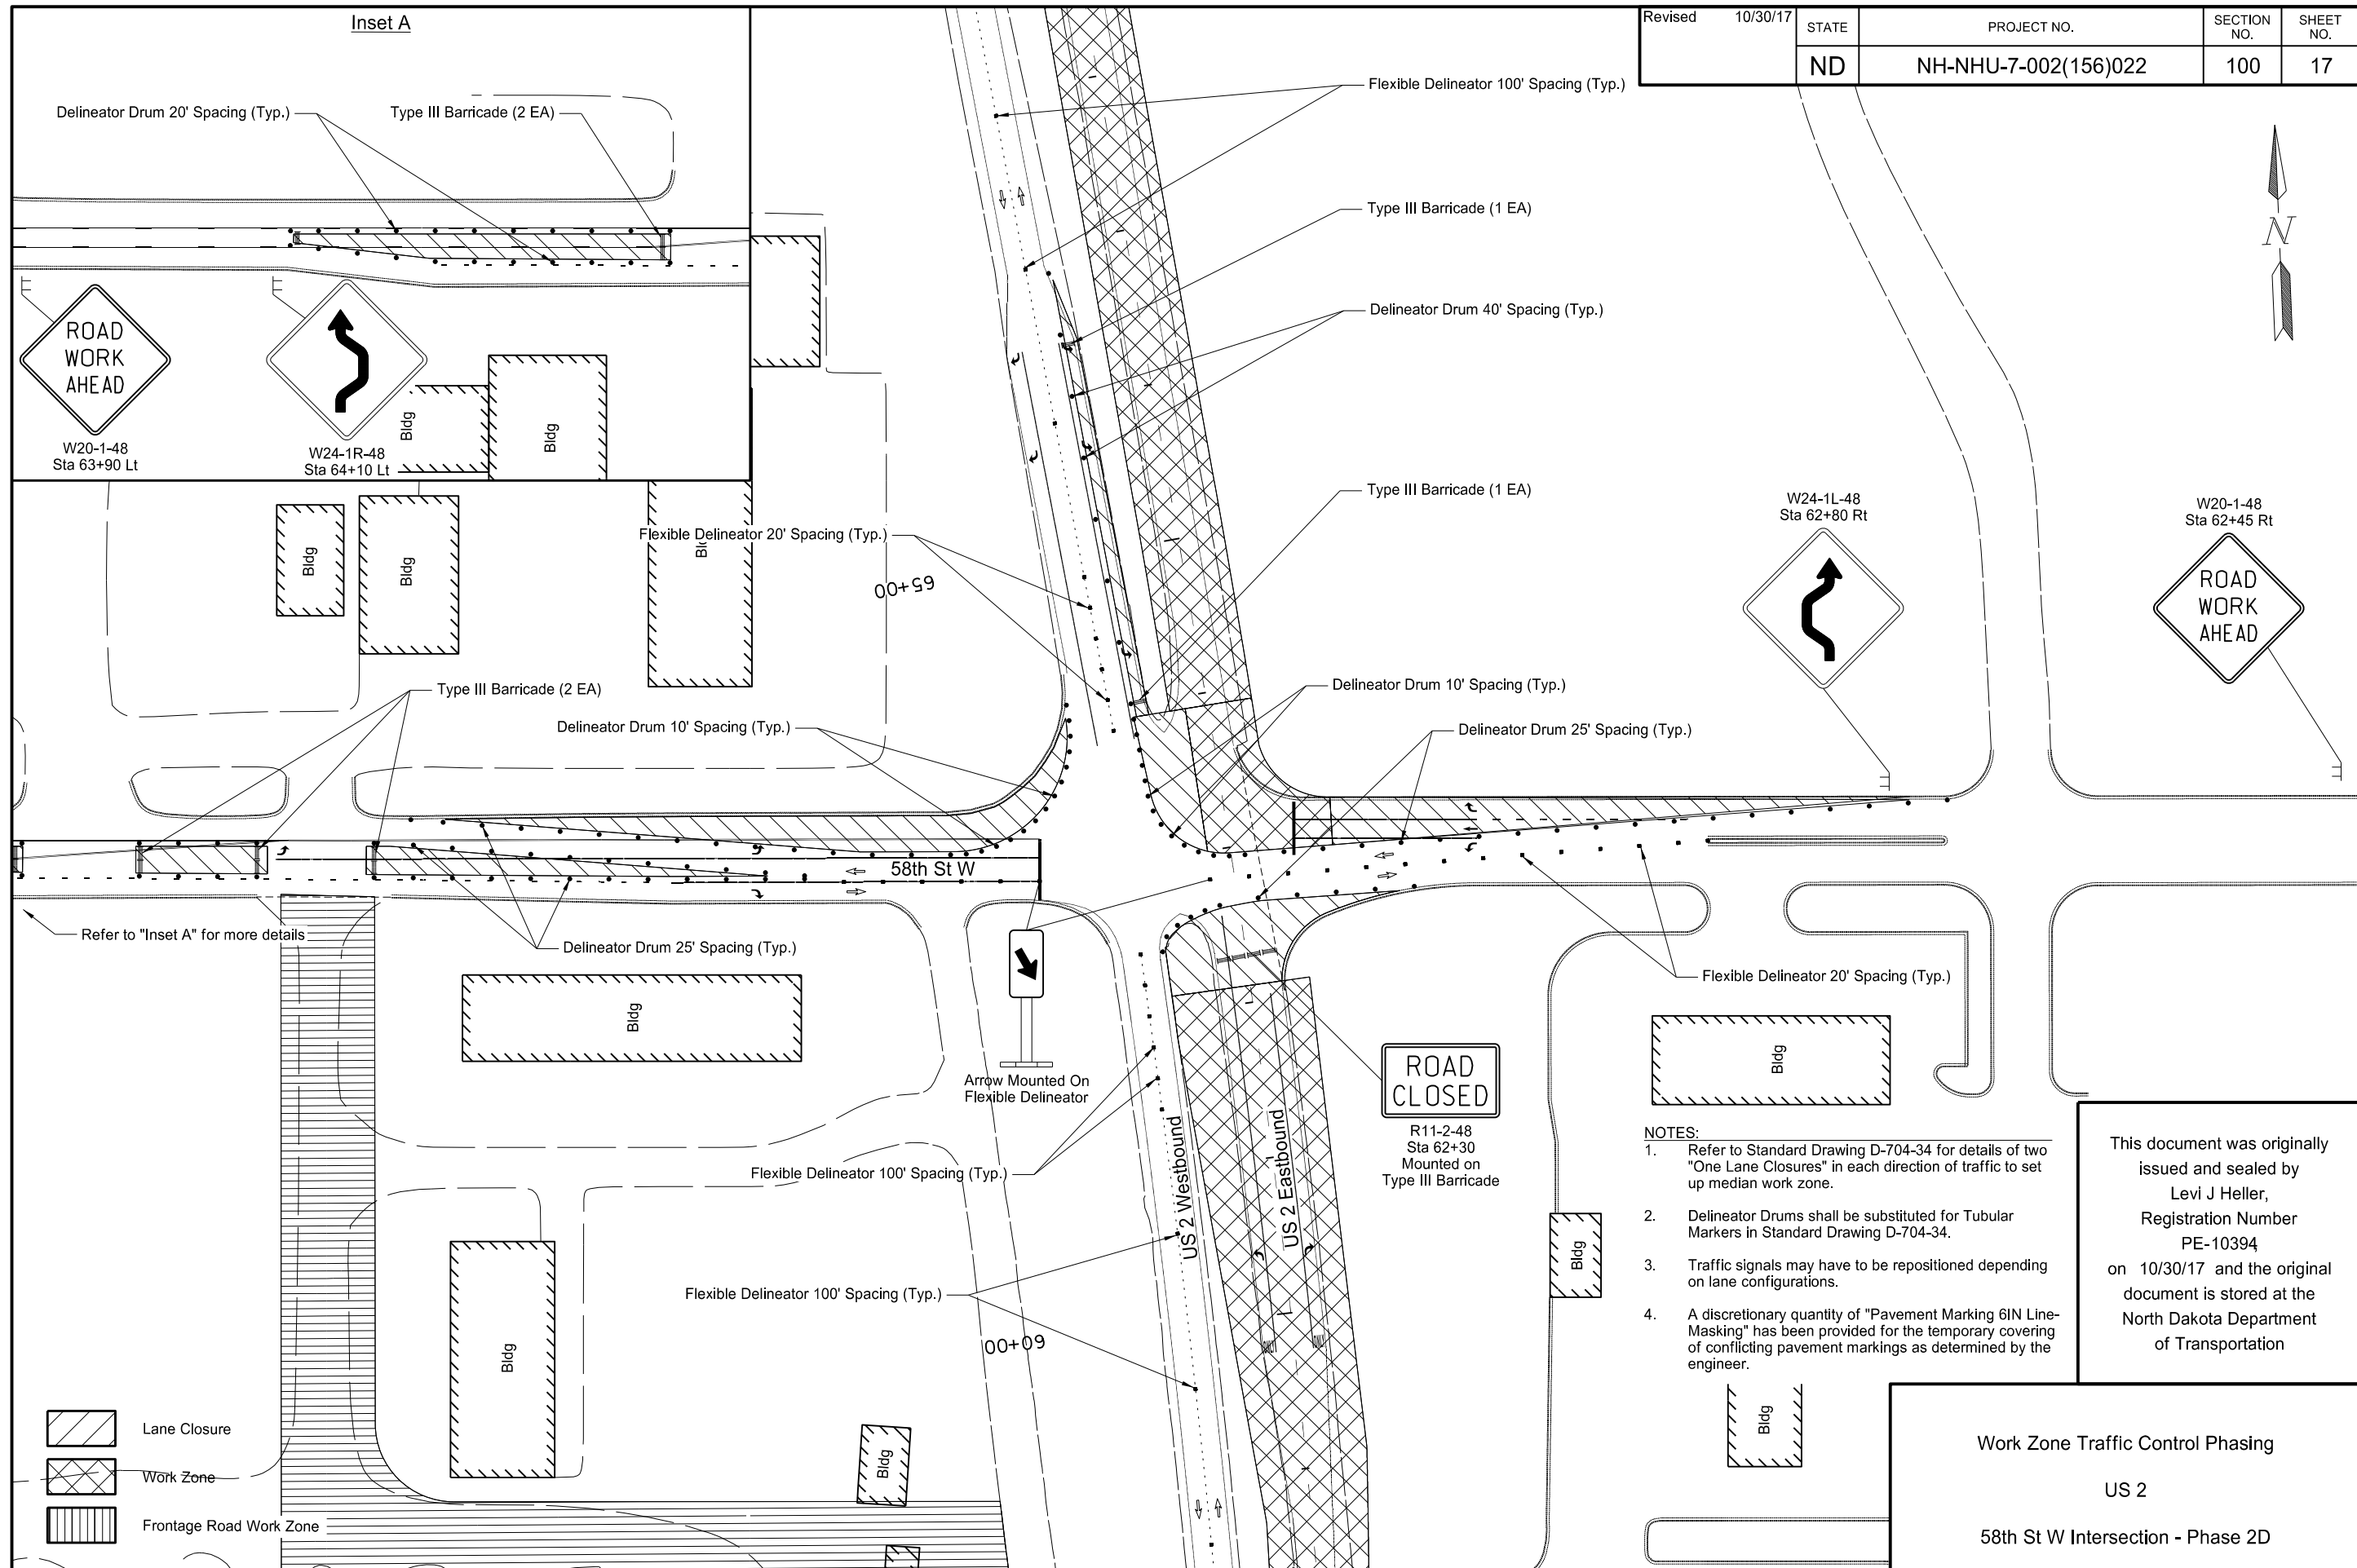 Inset A
Revised 10/30/17
STATE
PROJECT NO.
SECTION NO.
SHEET NO.
ND
NH-NHU-7-002(156)022
100
17
Delineator Drum 20' Spacing (Typ.)
Type III Barricade (2 EA)
Flexible Delineator 100' Spacing (Typ.)
Type III Barricade (1 EA)
N
Delineator Drum 40' Spacing (Typ.)
ROAD
WORK
AHEAD
W20-1-48
Sta 63+90 Lt
W24-1R-48
Sta 64+10 Lt
Bldg
Bldg
Type III Barricade (1 EA)
W24-1L-48
Sta 62+80 Rt
W20-1-48
Sta 62+45 Rt
ROAD
WORK
AHEAD
Flexible Delineator 20' Spacing (Typ.)
Bldg
Bldg
65+00
Type III Barricade (2 EA)
Delineator Drum 10' Spacing (Typ.)
Delineator Drum 10' Spacing (Typ.)
Delineator Drum 25' Spacing (Typ.)
58th St W
Refer to "Inset A" for more details
Delineator Drum 25' Spacing (Typ.)
Flexible Delineator 20' Spacing (Typ.)
Bldg
Arrow Mounted On
Flexible Delineator
ROAD
CLOSED
R11-2-48
Sta 62+30
Mounted on
Type III Barricade
Bldg
US 2 Westbound
US 2 Eastbound
Flexible Delineator 100' Spacing (Typ.)
Flexible Delineator 100' Spacing (Typ.)
60+00
Bldg
Bldg
Bldg
Bldg
NOTES:
1. Refer to Standard Drawing D-704-34 for details of two
"One Lane Closures" in each direction of traffic to set
up median work zone.
2. Delineator Drums shall be substituted for Tubular
Markers in Standard Drawing D-704-34.
3. Traffic signals may have to be repositioned depending
on lane configurations.
4. A discretionary quantity of "Pavement Marking 6IN Line-
Masking" has been provided for the temporary covering
of conflicting pavement markings as determined by the
engineer.
This document was originally
issued and sealed by
Levi J Heller,
Registration Number
PE-10394,
on 10/30/17 and the original
document is stored at the
North Dakota Department
of Transportation
Lane Closure
Work Zone
Frontage Road Work Zone
Work Zone Traffic Control Phasing
US 2
58th St W Intersection - Phase 2D